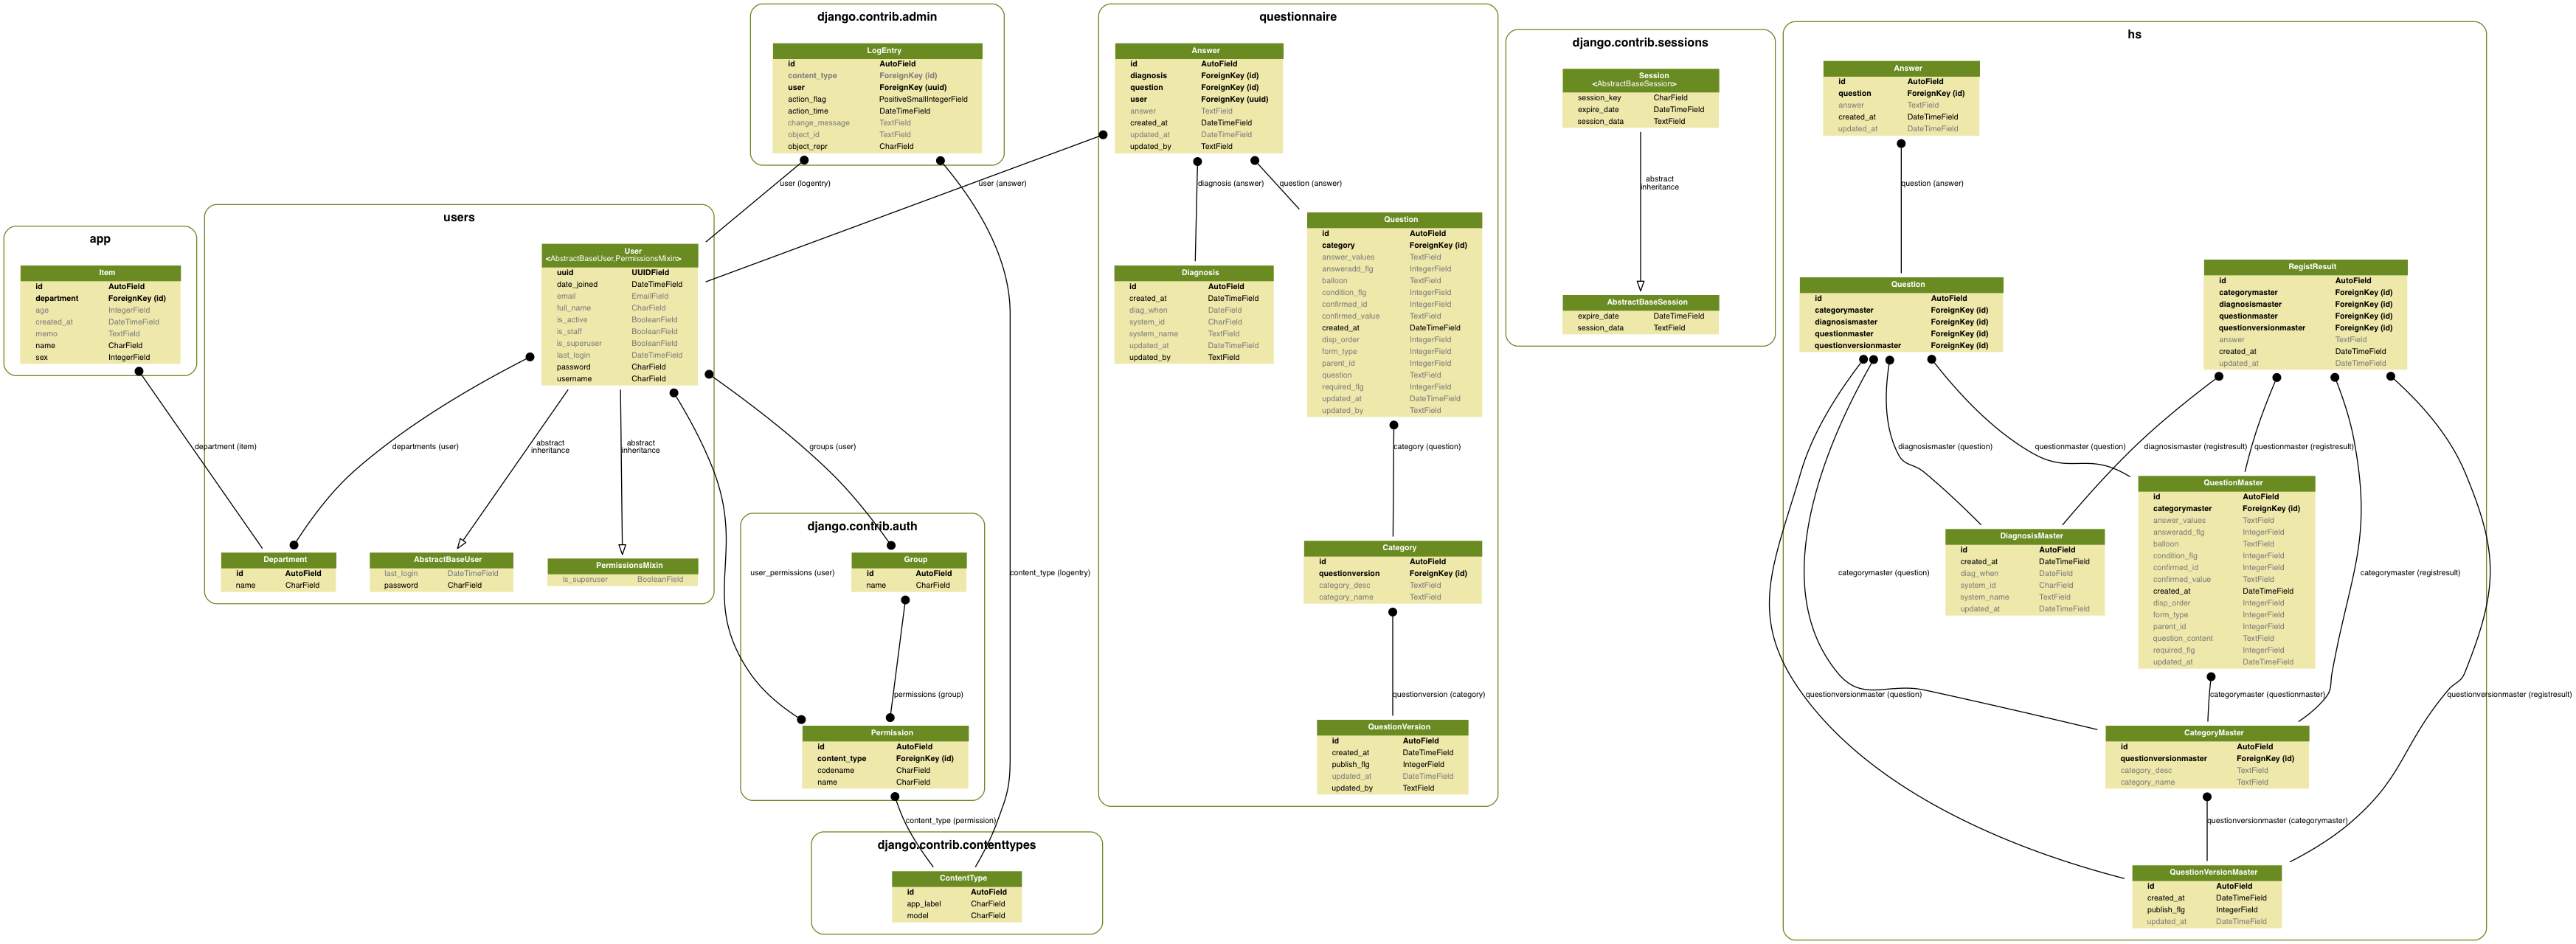 app
Item
id AutoField
department ForeignKey (id)
age IntegerField
created_at DateTimeField
memo TextField
name CharField
sex IntegerField
department (item)
users
User
<AbstractBaseUser,PermissionsMixin>
uuid UUIDField
date_joined DateTimeField
email EmailField
full_name CharField
is_active BooleanField
is_staff BooleanField
is_superuser BooleanField
last_login DateTimeField
password CharField
username CharField
departments (user)
abstract
inheritance
abstract
inheritance
Department
id AutoField
name CharField
AbstractBaseUser
last_login DateTimeField
password CharField
PermissionsMixin
is_superuser BooleanField
django.contrib.admin
LogEntry
id AutoField
content_type ForeignKey (id)
user ForeignKey (uuid)
action_flag PositiveSmallIntegerField
action_time DateTimeField
change_message TextField
object_id TextField
object_repr CharField
user (logentry)
user (answer)
groups (user)
user_permissions (user)
content_type (logentry)
django.contrib.auth
Group
id AutoField
name CharField
permissions (group)
Permission
id AutoField
content_type ForeignKey (id)
codename CharField
name CharField
content_type (permission)
django.contrib.contenttypes
ContentType
id AutoField
app_label CharField
model CharField
questionnaire
Answer
id AutoField
diagnosis ForeignKey (id)
question ForeignKey (id)
user ForeignKey (uuid)
answer TextField
created_at DateTimeField
updated_at DateTimeField
updated_by TextField
diagnosis (answer)
question (answer)
Diagnosis
id AutoField
created_at DateTimeField
diag_when DateField
system_id CharField
system_name TextField
updated_at DateTimeField
updated_by TextField
Question
id AutoField
category ForeignKey (id)
answer_values TextField
answeradd_flg IntegerField
balloon TextField
condition_flg IntegerField
confirmed_id IntegerField
confirmed_value TextField
created_at DateTimeField
disp_order IntegerField
form_type IntegerField
parent_id IntegerField
question TextField
required_flg IntegerField
updated_at DateTimeField
updated_by TextField
category (question)
Category
id AutoField
questionversion ForeignKey (id)
category_desc TextField
category_name TextField
questionversion (category)
QuestionVersion
id AutoField
created_at DateTimeField
publish_flg IntegerField
updated_at DateTimeField
updated_by TextField
django.contrib.sessions
Session
<AbstractBaseSession>
session_key CharField
expire_date DateTimeField
session_data TextField
abstract
inheritance
AbstractBaseSession
expire_date DateTimeField
session_data TextField
hs
Answer
id AutoField
question ForeignKey (id)
answer TextField
created_at DateTimeField
updated_at DateTimeField
question (answer)
Question
id AutoField
categorymaster ForeignKey (id)
diagnosismaster ForeignKey (id)
questionmaster ForeignKey (id)
questionversionmaster ForeignKey (id)
RegistResult
id AutoField
categorymaster ForeignKey (id)
diagnosismaster ForeignKey (id)
questionmaster ForeignKey (id)
questionversionmaster ForeignKey (id)
answer TextField
created_at DateTimeField
updated_at DateTimeField
diagnosismaster (question)
questionmaster (question)
diagnosismaster (registresult)
questionmaster (registresult)
QuestionMaster
id AutoField
categorymaster ForeignKey (id)
answer_values TextField
answeradd_flg IntegerField
balloon TextField
condition_flg IntegerField
confirmed_id IntegerField
confirmed_value TextField
created_at DateTimeField
disp_order IntegerField
form_type IntegerField
parent_id IntegerField
question_content TextField
required_flg IntegerField
updated_at DateTimeField
DiagnosisMaster
id AutoField
created_at DateTimeField
diag_when DateField
system_id CharField
system_name TextField
updated_at DateTimeField
categorymaster (question)
categorymaster (registresult)
questionversionmaster (question)
categorymaster (questionmaster)
questionversionmaster (registresult)
CategoryMaster
id AutoField
questionversionmaster ForeignKey (id)
category_desc TextField
category_name TextField
questionversionmaster (categorymaster)
QuestionVersionMaster
id AutoField
created_at DateTimeField
publish_flg IntegerField
updated_at DateTimeField